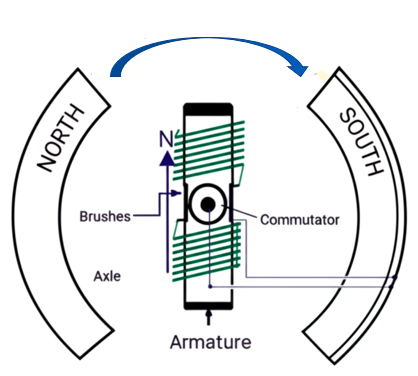 NORTH
SOUTH
N
Brushes
Commutator
Axle
Armature